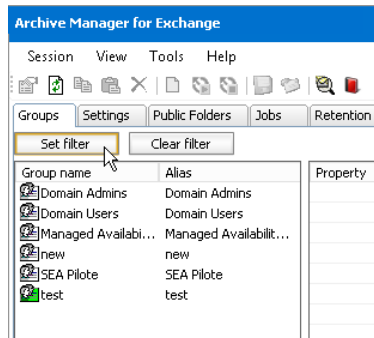 Archive Manager for Exchange
Session View Tools Help
Groups Settings Public Folders Jobs Retention
Set filter Clear filter
Group name Alias Property
Domain Admins Domain Admins
Domain Users Domain Users
Managed Availabi... Managed Availabilit...
new new
SEA Pilote SEA Pilote
test test